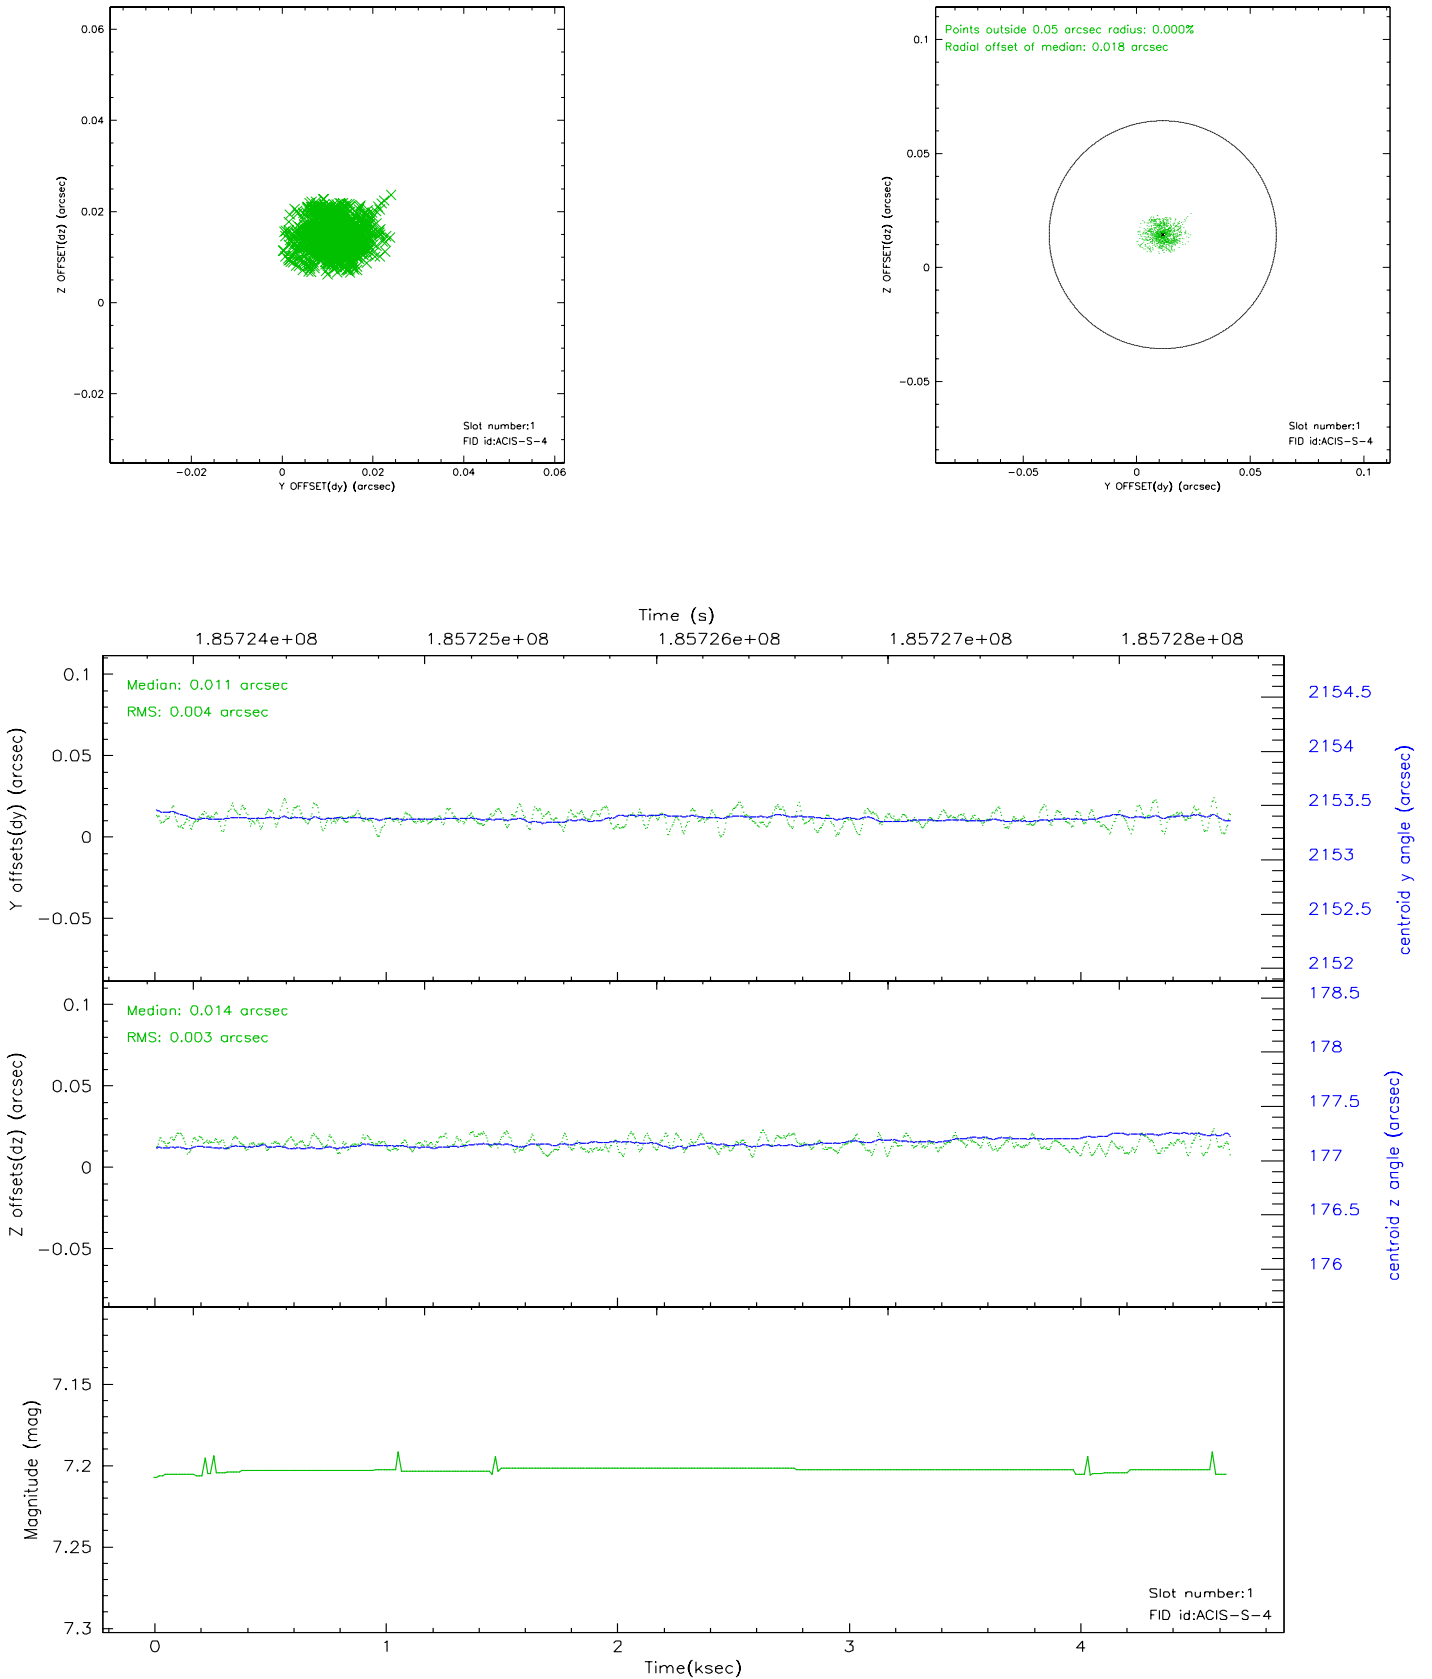 0.06
0.04
0.02
0
−0.02
Z OFFSET(dz) (arcsec)
−0.02 0 0.02 0.04 0.06
Y OFFSET(dy) (arcsec)
Slot number:1
FID id:ACIS−S−4
Points outside 0.05 arcsec radius: 0.000%
Radial offset of median: 0.018 arcsec
0.1
0.05
0
−0.05
Z OFFSET(dz) (arcsec)
−0.05 0 0.05 0.1
Y OFFSET(dy) (arcsec)
Slot number:1
FID id:ACIS−S−4
Time (s)
1.85724e+08 1.85725e+08 1.85726e+08 1.85727e+08 1.85728e+08
Median: 0.011 arcsec
RMS: 0.004 arcsec
0.1
0.05
0
−0.05
Y offsets(dy) (arcsec)
2154.5
2154
2153.5
2153
2152.5
2152
centroid y angle (arcsec)
Median: 0.014 arcsec
RMS: 0.003 arcsec
0.1
0.05
0
−0.05
Z offsets(dz) (arcsec)
178.5
178
177.5
177
176.5
176
centroid z angle (arcsec)
7.15
7.2
7.25
7.3
Magnitude (mag)
Slot number:1
FID id:ACIS−S−4
0 1 2 3 4
Time(ksec)